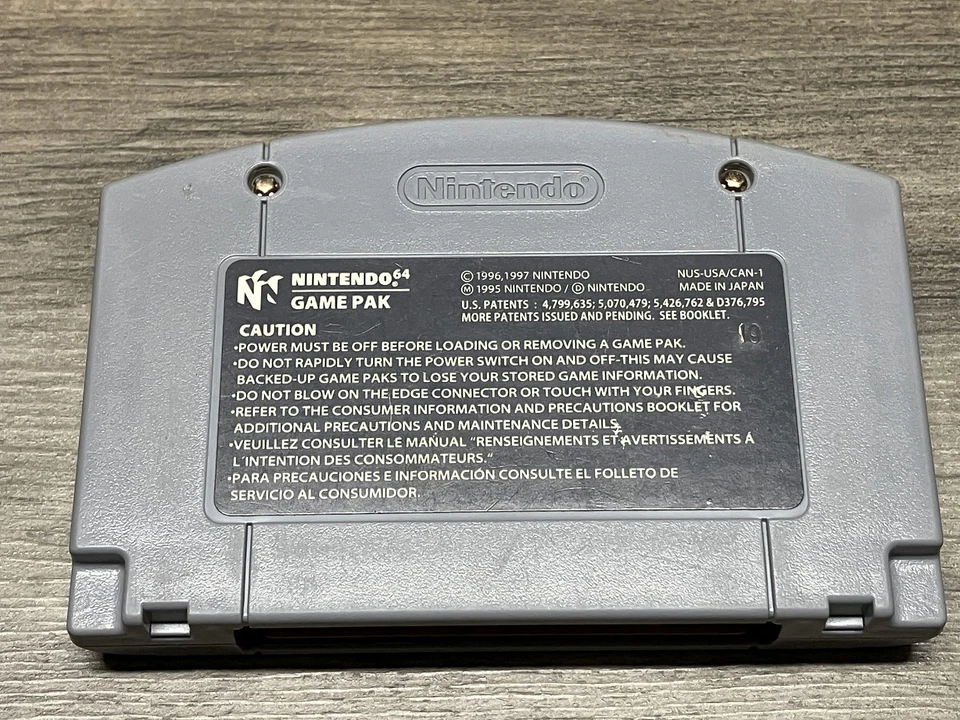 Nintendo®
NINTENDO⁶⁴
GAME PAK
© 1996,1997 NINTENDO
Ⓜ 1995 NINTENDO / Ⓓ NINTENDO
NUS-USA/CAN-1
MADE IN JAPAN
U.S. PATENTS : 4,799,635; 5,070,479; 5,426,762 & D376,795
MORE PATENTS ISSUED AND PENDING. SEE BOOKLET.
CAUTION
•POWER MUST BE OFF BEFORE LOADING OR REMOVING A GAME PAK.
•DO NOT RAPIDLY TURN THE POWER SWITCH ON AND OFF-THIS MAY CAUSE
BACKED-UP GAME PAKS TO LOSE YOUR STORED GAME INFORMATION.
•DO NOT BLOW ON THE EDGE CONNECTOR OR TOUCH WITH YOUR FINGERS.
•REFER TO THE CONSUMER INFORMATION AND PRECAUTIONS BOOKLET FOR
ADDITIONAL PRECAUTIONS AND MAINTENANCE DETAILS.
•VEUILLEZ CONSULTER LE MANUAL “RENSEIGNEMENTS ET AVERTISSEMENTS Á
L'INTENTION DES CONSOMMATEURS.“
•PARA PRECAUCIONES E INFORMACIÓN CONSULTE EL FOLLETO DE
SERVICIO AL CONSUMIDOR.